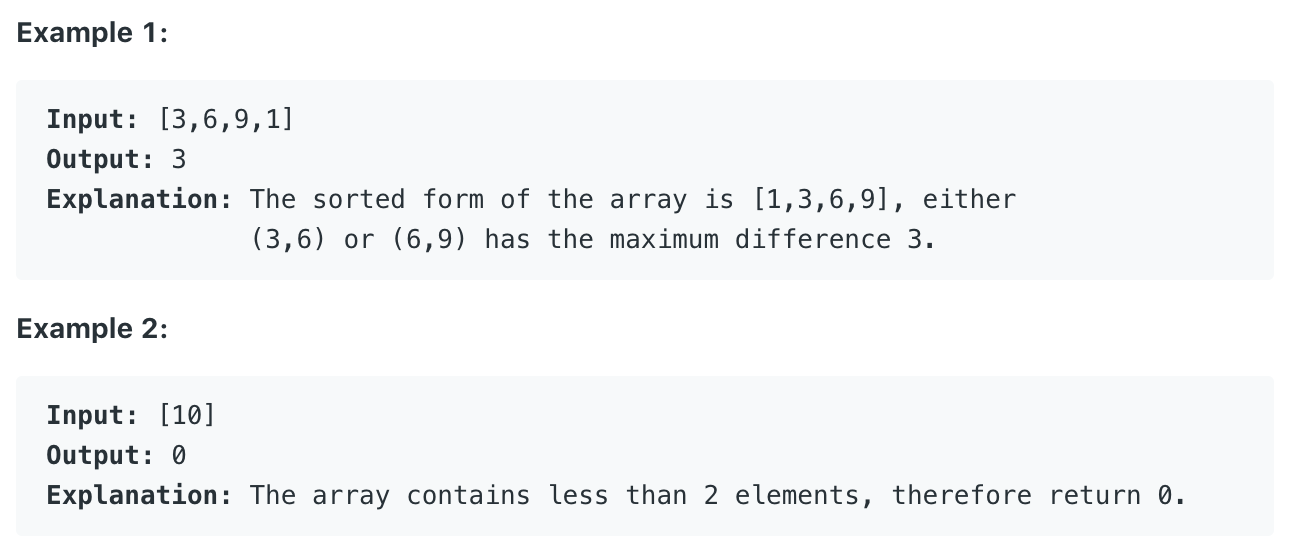 Example 1:
Input: [3,6,9,1]
Output: 3
Explanation: The sorted form of the array is [1,3,6,9], either
(3,6) or (6,9) has the maximum difference 3.
Example 2:
Input: [10]
Output: 0
Explanation: The array contains less than 2 elements, therefore return 0.